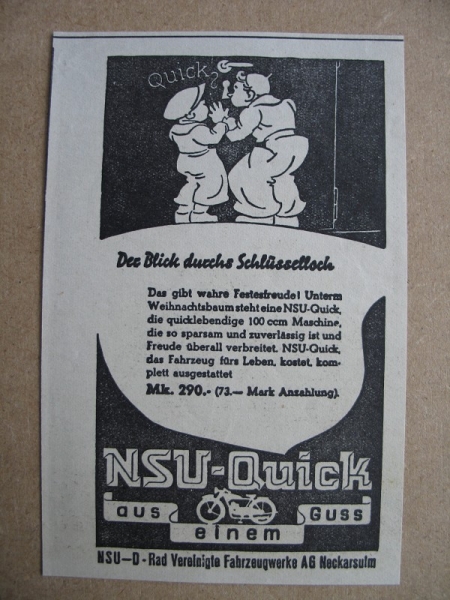 Quick?
Der Blick durchs Schlüsselloch
Das gibt wahre Festesfreude! Unterm
Weihnachtsbaum steht eine NSU-Quick,
die quicklebendige 100 ccm Maschine,
die so sparsam und zuverlässig ist und
Freude überall verbreitet. NSU-Quick,
das Fahrzeug fürs Leben, kostet, kom-
plett ausgestattet
Mk. 290.- (73.— Mark Anzahlung).
NSU-Quick
aus einem Guss
NSU—D-Rad Vereinigte Fahrzeugwerke AG Neckarsulm